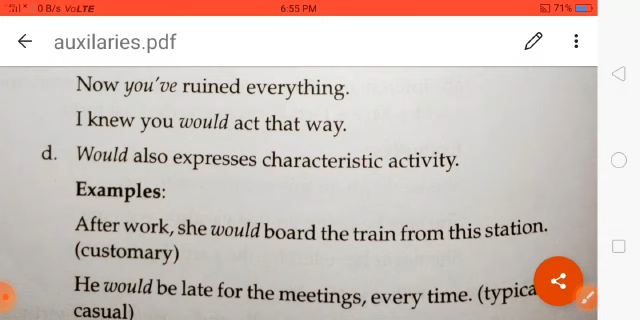 0 B/s VoLTE 6:55 PM 71%
auxilaries.pdf
Now you've ruined everything.
I knew you would act that way.
d. Would also expresses characteristic activity.
Examples:
After work, she would board the train from this station.
(customary)
He would be late for the meetings, every time. (typica
casual)